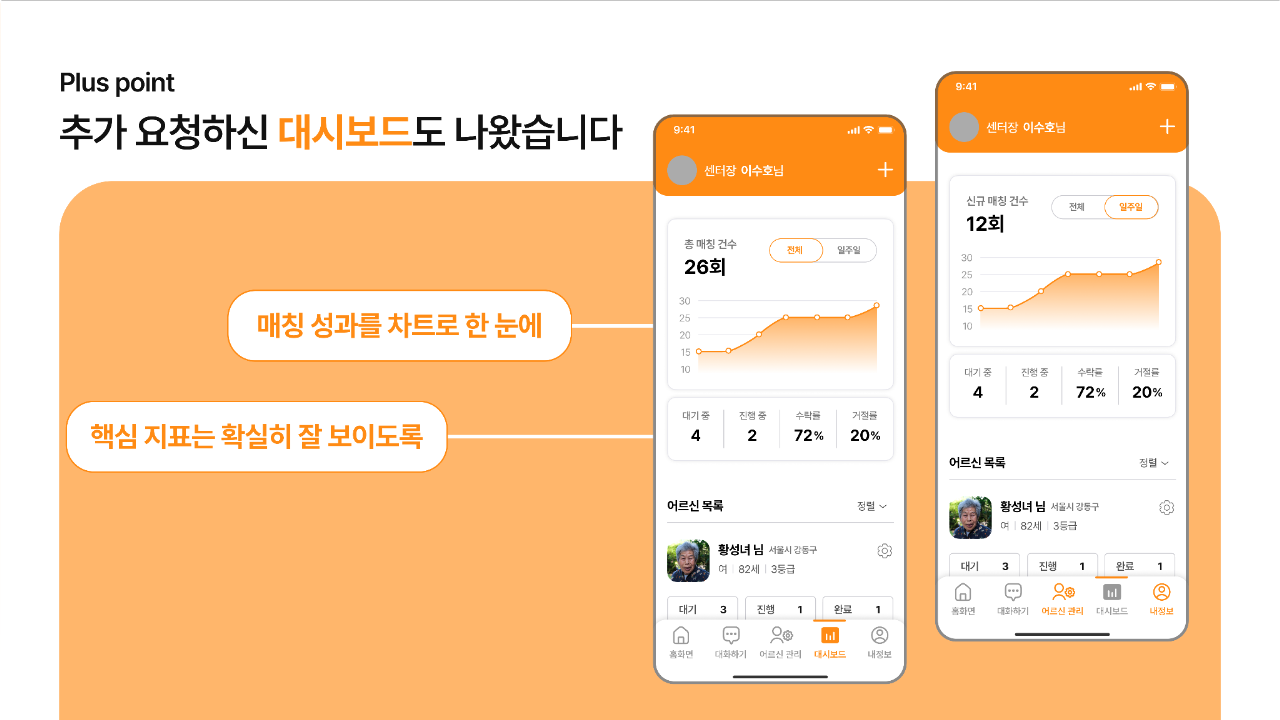 Plus point
추가 요청하신 대시보드도 나왔습니다
매칭 성과를 차트로 한 눈에
핵심 지표는 확실히 잘 보이도록
9:41
센터장 이수호님
총 매칭 건수
26회
전체
일주일
30
25
20
15
10
대기 중
진행 중
수락률
거절률
4
2
72%
20%
어르신 목록
정렬
황성녀 님 서울시 강동구
여 | 82세 | 3등급
대기 3
진행 1
완료 1
홈화면
대화하기
어르신 관리
대시보드
내정보
9:41
센터장 이수호님
신규 매칭 건수
12회
전체
일주일
30
25
20
15
10
대기 중
진행 중
수락률
거절률
4
2
72%
20%
어르신 목록
정렬
황성녀 님 서울시 강동구
여 | 82세 | 3등급
대기 3
진행 1
완료 1
홈화면
대화하기
어르신 관리
대시보드
내정보